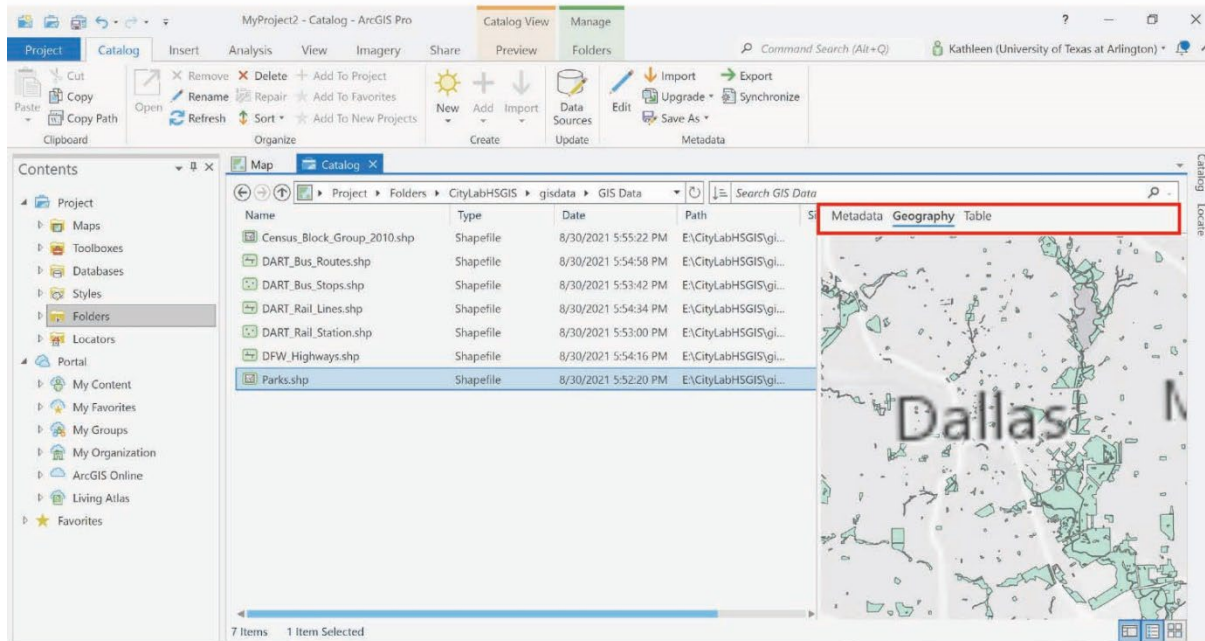 MyProject2 - Catalog - ArcGIS Pro
Catalog View
Manage
?
Project
Catalog
Insert
Analysis
View
Imagery
Share
Preview
Folders
Command Search (Alt+Q)
Kathleen (University of Texas at Arlington)
Paste
Cut
Copy
Copy Path
Clipboard
Open
Remove
Delete
Add To Project
Rename
Repair
Add To Favorites
Refresh
Sort
Add To New Projects
Organize
New
Add
Import
Create
Data Sources
Update
Edit
Import
Export
Upgrade
Synchronize
Save As
Metadata
Contents
Project
Maps
Toolboxes
Databases
Styles
Folders
Locators
Portal
My Content
My Favorites
My Groups
My Organization
ArcGIS Online
Living Atlas
Favorites
Map
Catalog
Project Folders CityLabHSGIS gisdata GIS Data
Search GIS Data
Name Type Date Path Si
Census_Block_Group_2010.shp Shapefile 8/30/2021 5:55:22 PM E:\CityLabHSGIS\gi...
DART_Bus_Routes.shp Shapefile 8/30/2021 5:54:58 PM E:\CityLabHSGIS\gi...
DART_Bus_Stops.shp Shapefile 8/30/2021 5:53:42 PM E:\CityLabHSGIS\gi...
DART_Rail_Lines.shp Shapefile 8/30/2021 5:54:34 PM E:\CityLabHSGIS\gi...
DART_Rail_Station.shp Shapefile 8/30/2021 5:53:00 PM E:\CityLabHSGIS\gi...
DFW_Highways.shp Shapefile 8/30/2021 5:54:16 PM E:\CityLabHSGIS\gi...
Parks.shp Shapefile 8/30/2021 5:52:20 PM E:\CityLabHSGIS\gi...
Metadata Geography Table
Dallas
Catalog
Locate
7 Items 1 Item Selected